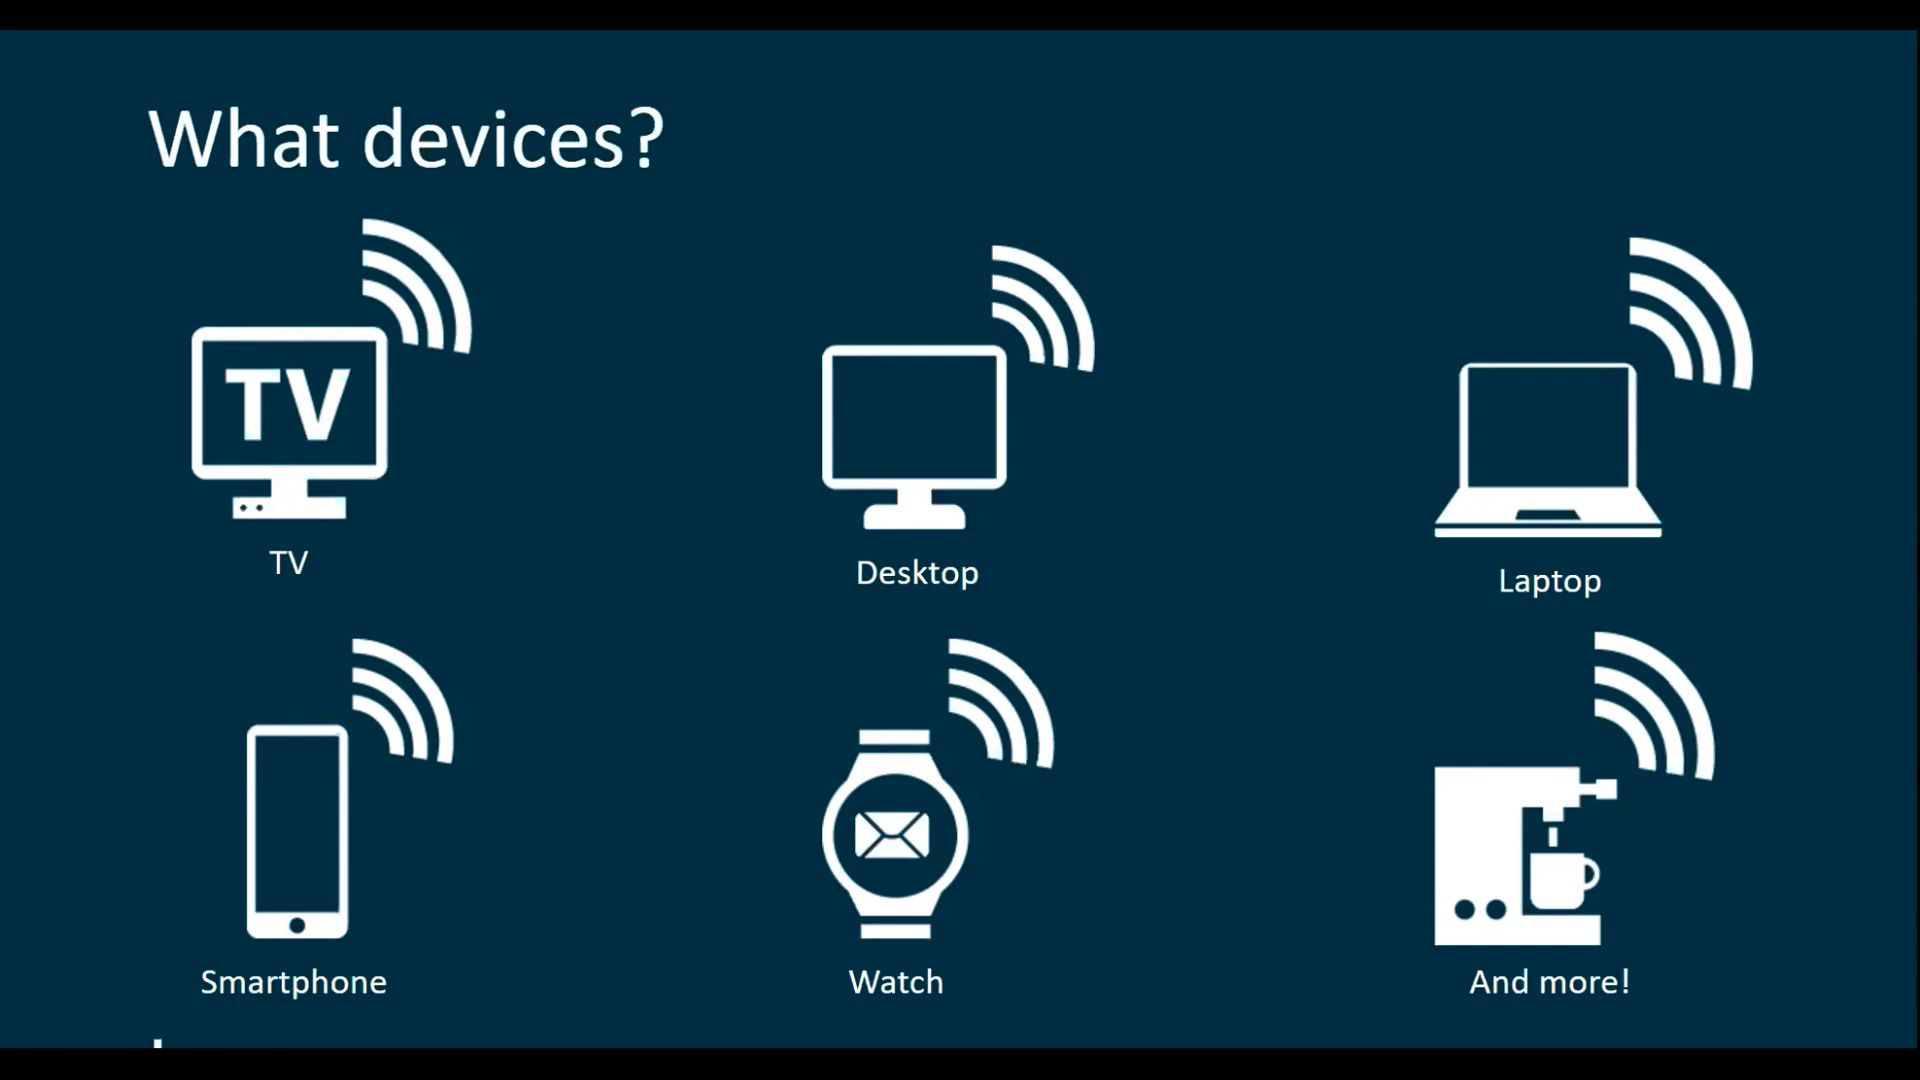 What devices?
TV
TV
Desktop
Laptop
Smartphone
Watch
And more!